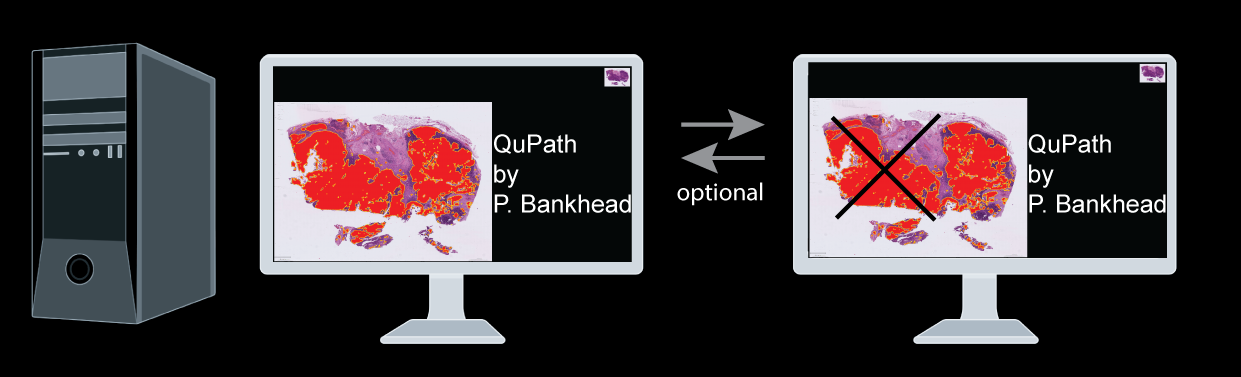 QuPath
by
P. Bankhead
optional
QuPath
by
P. Bankhead